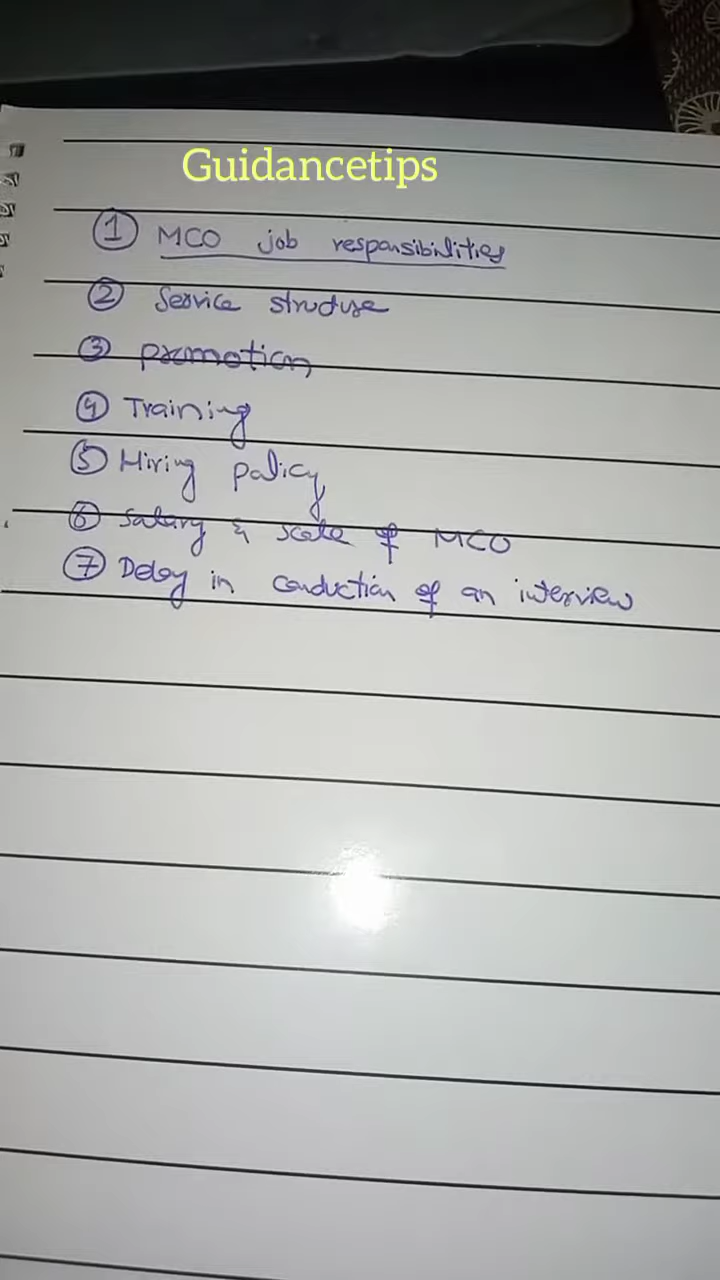 Guidancetips
① MCO job responsibilities
② Service structure
③ promotion
④ Training
⑤ Hiring policy
⑥ Salary & scale of MCO
⑦ Delay in conduction of an interview